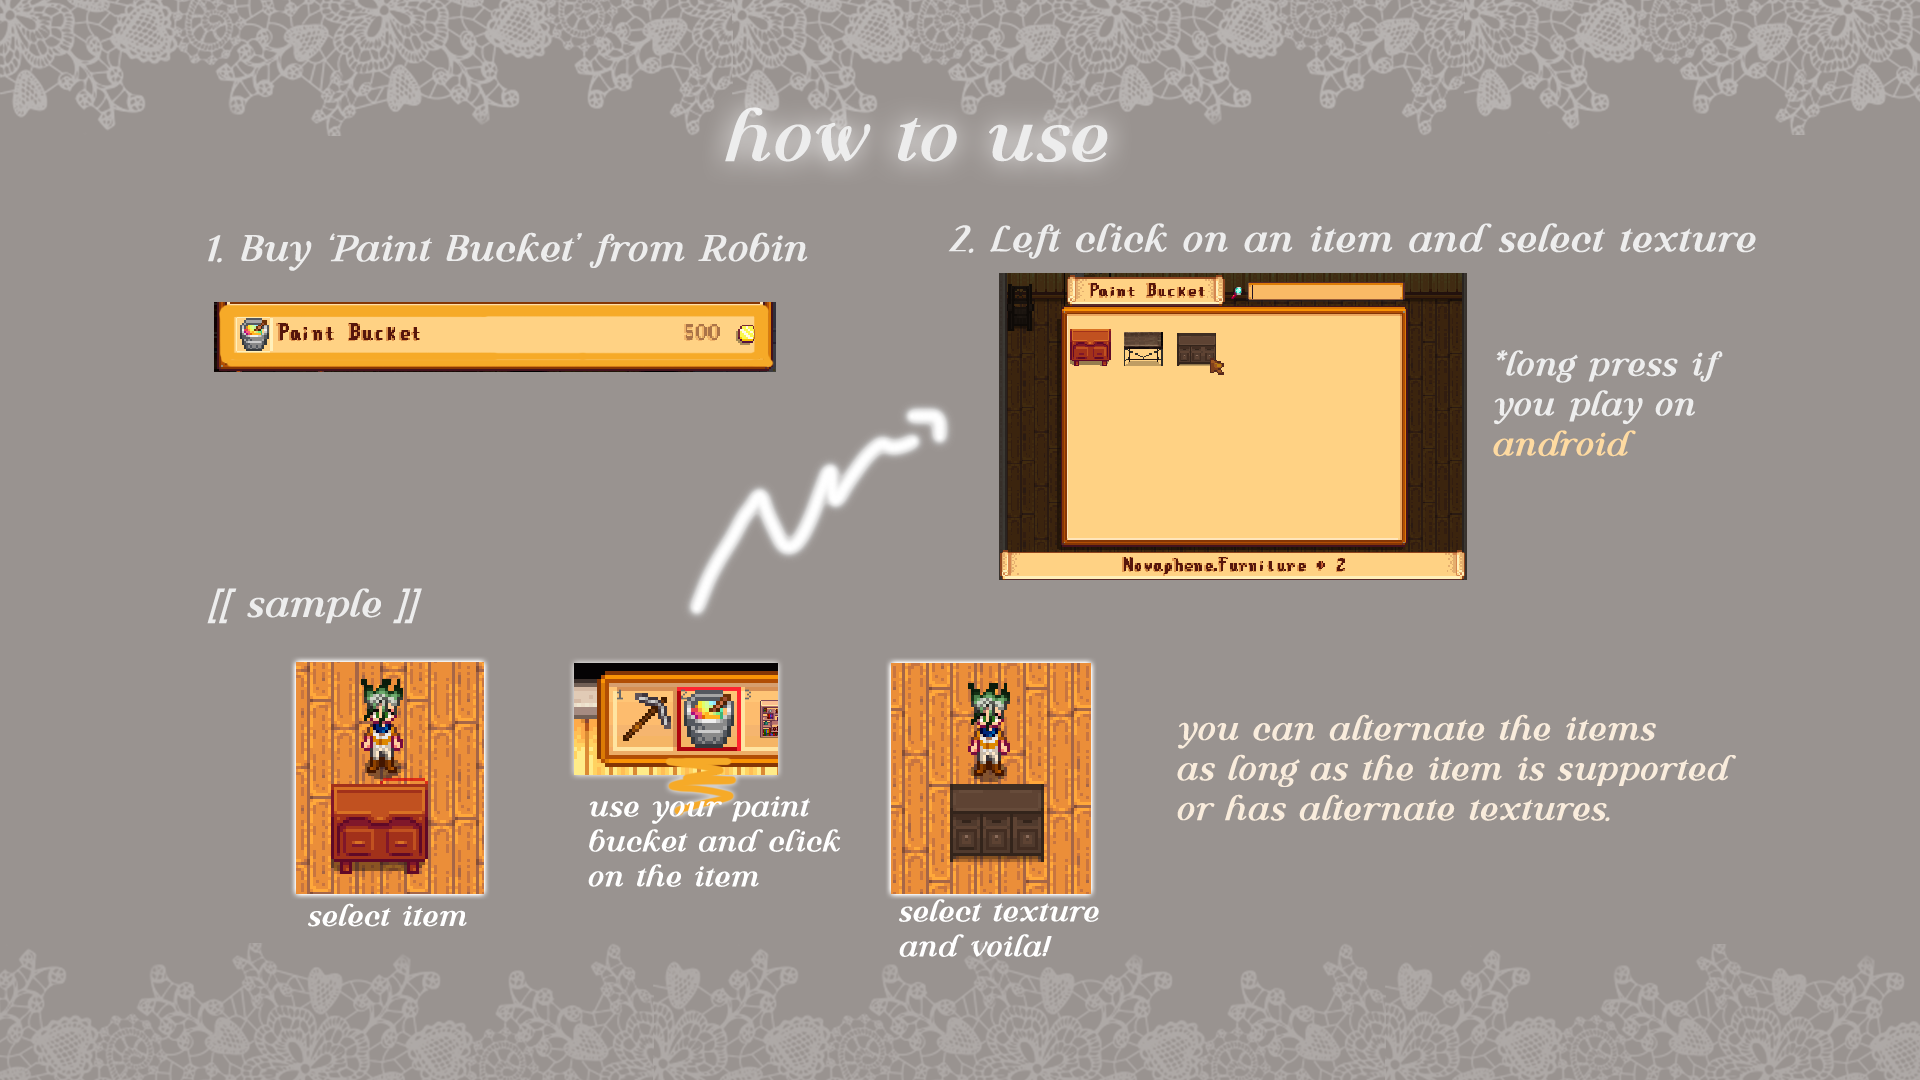 how to use
1. Buy ‘Paint Bucket’ from Robin
Paint Bucket 500
2. Left click on an item and select texture
Paint Bucket
Novaphene.Furniture # 2
*long press if
you play on
android
[[ sample ]]
select item
1 2 3
use your paint
bucket and click
on the item
select texture
and voila!
you can alternate the items
as long as the item is supported
or has alternate textures.